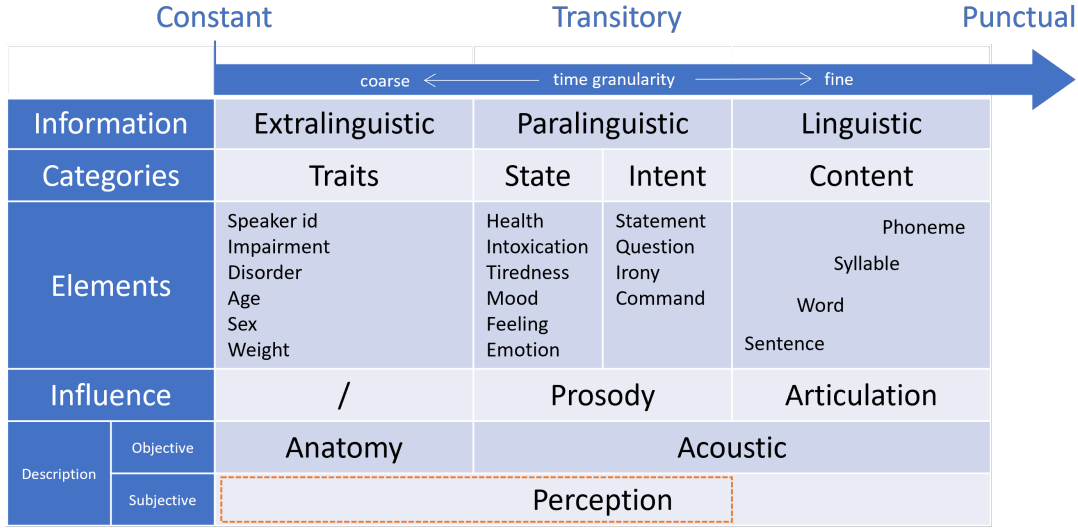 Constant Transitory Punctual
coarse time granularity fine
Information Extralinguistic Paralinguistic Linguistic
Categories Traits State Intent Content
Elements
Speaker id
Impairment
Disorder
Age
Sex
Weight
Health
Intoxication
Tiredness
Mood
Feeling
Emotion
Statement
Question
Irony
Command
Phoneme
Syllable
Word
Sentence
Influence / Prosody Articulation
Description
Objective Anatomy Acoustic
Subjective Perception